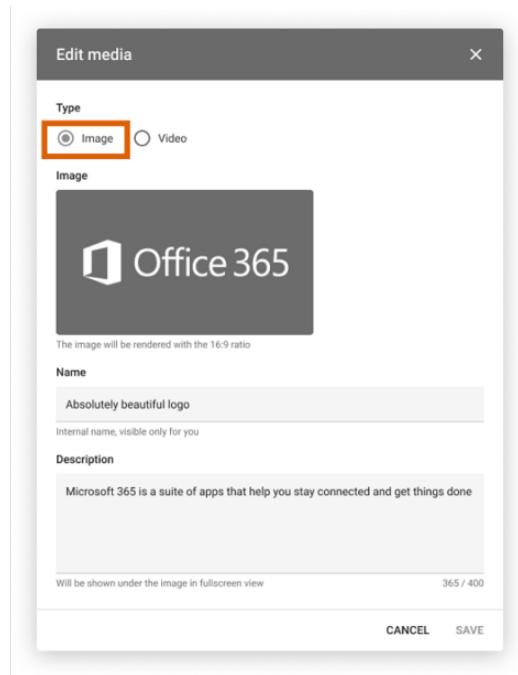 Edit media
Type
Image Video
Image
Office 365
The image will be rendered with the 16:9 ratio
Name
Absolutely beautiful logo
Internal name, visible only for you
Description
Microsoft 365 is a suite of apps that help you stay connected and get things done
Will be shown under the image in fullscreen view 365 / 400
CANCEL SAVE